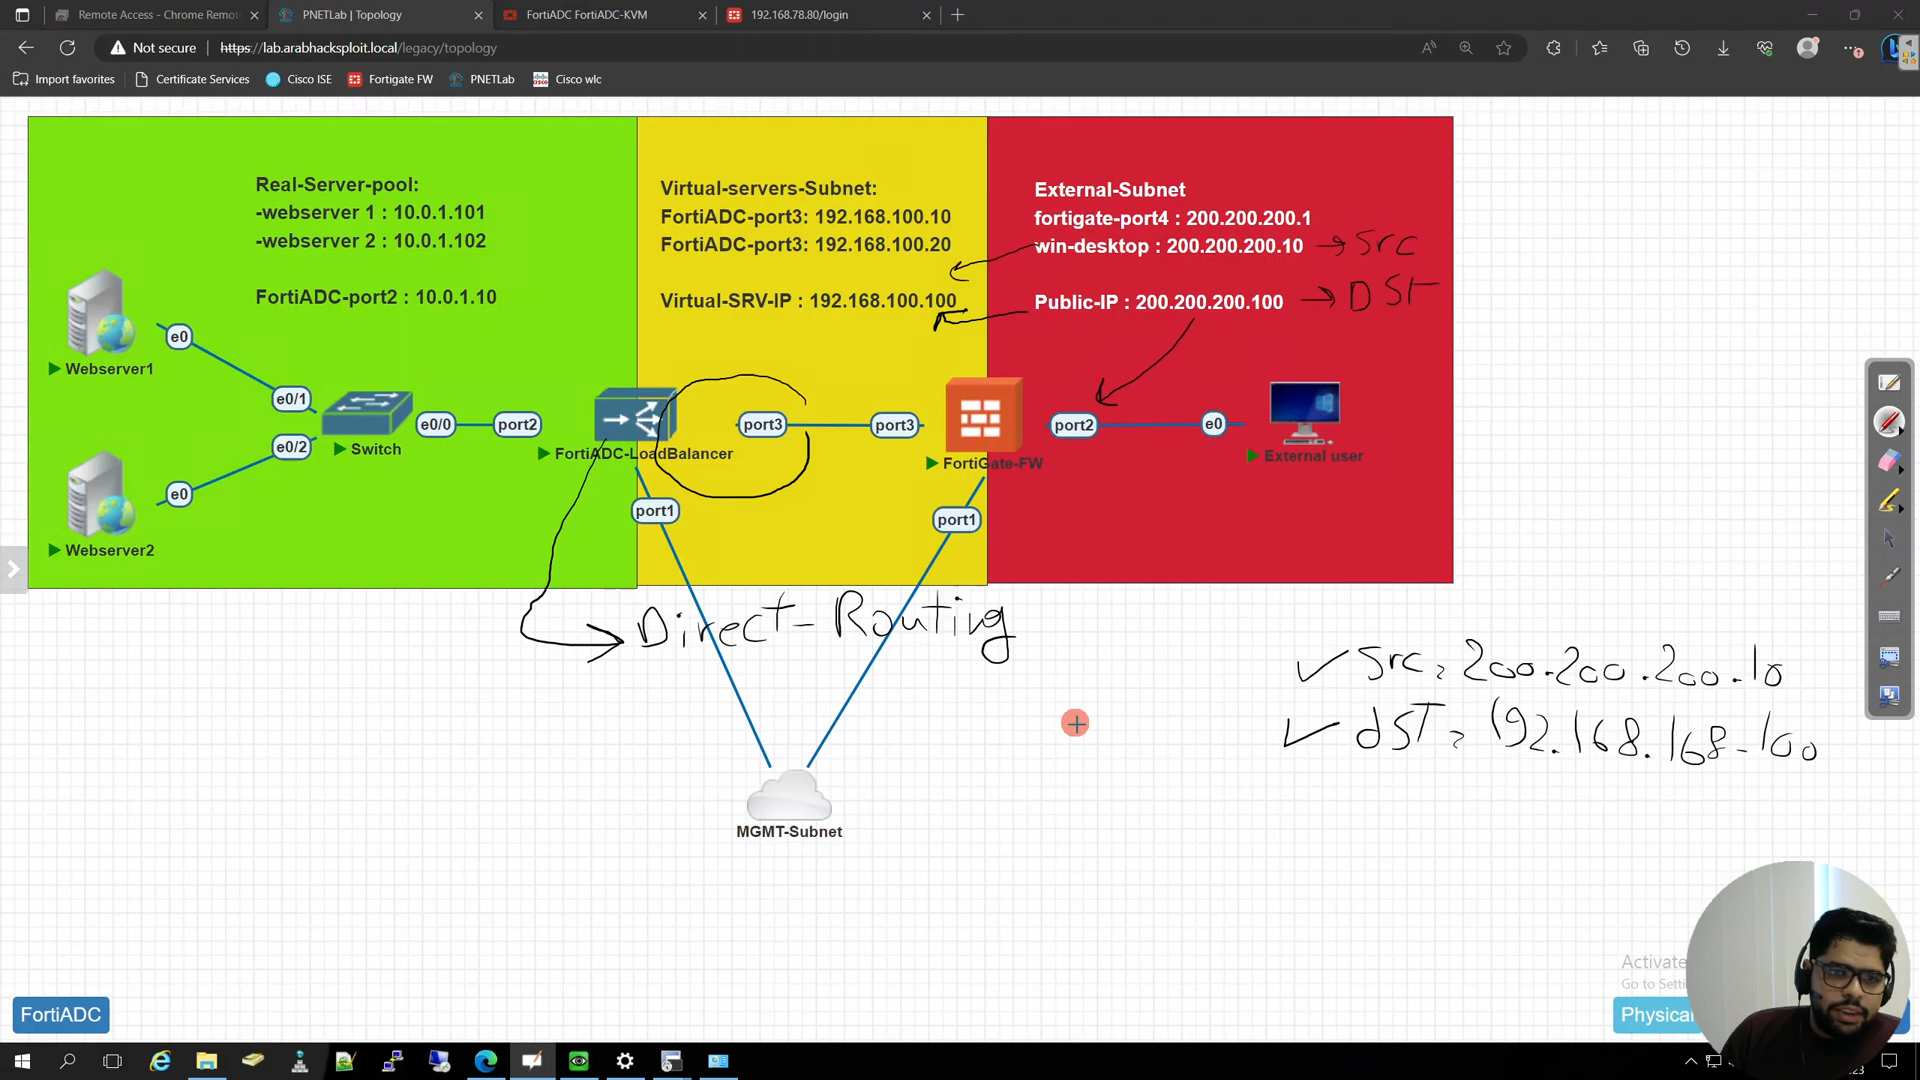 Remote Access - Chrome Remot
PNETLab | Topology
FortiADC FortiADC-KVM
192.168.78.80/login
Not secure
https://lab.arabhacksploit.local/legacy/topology
Import favorites
Certificate Services
Cisco ISE
Fortigate FW
PNETLab
Cisco wlc
Real-Server-pool:
-webserver 1 : 10.0.1.101
-webserver 2 : 10.0.1.102
FortiADC-port2 : 10.0.1.10
Virtual-servers-Subnet:
FortiADC-port3: 192.168.100.10
FortiADC-port3: 192.168.100.20
Virtual-SRV-IP : 192.168.100.100
External-Subnet
fortigate-port4 : 200.200.200.1
win-desktop : 200.200.200.10
Src
Public-IP : 200.200.200.100
DST
e0
Webserver1
e0/1
Switch
e0/0
port2
e0/2
e0
Webserver2
FortiADC-LoadBalancer
port3
port3
FortiGate-FW
port2
e0
External user
port1
port1
Direct-Routing
Src: 200.200.200.10
dST: 192.168.168.100
MGMT-Subnet
Activate
Go to Setti
FortiADC
Physical
23